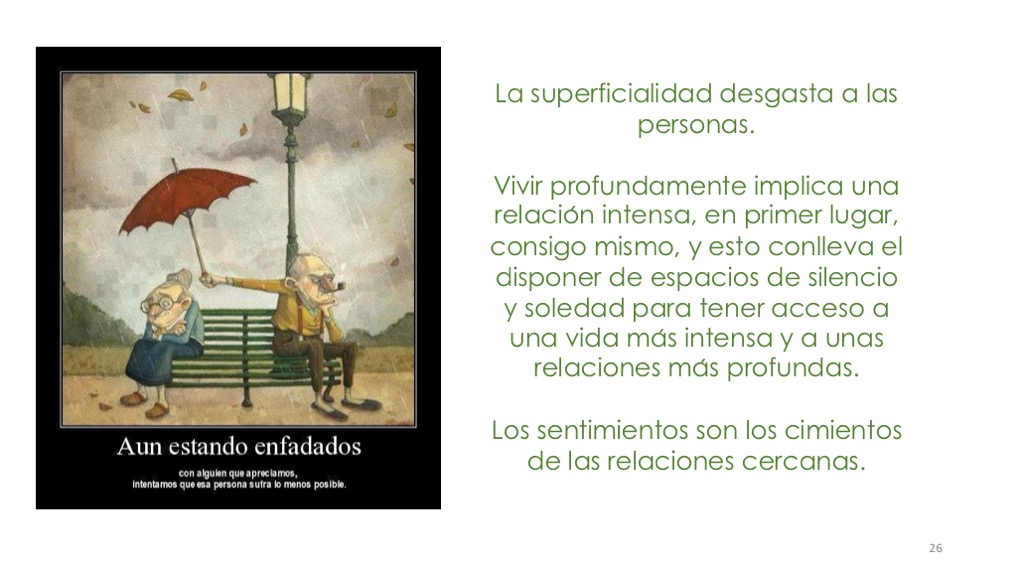 Aun estando enfadados
con alguien que apreciamos,
intentamos que esa persona sufra lo menos posible.
La superficialidad desgasta a las
personas.
Vivir profundamente implica una
relación intensa, en primer lugar,
consigo mismo, y esto conlleva el
disponer de espacios de silencio
y soledad para tener acceso a
una vida más intensa y a unas
relaciones más profundas.
Los sentimientos son los cimientos
de las relaciones cercanas.
26